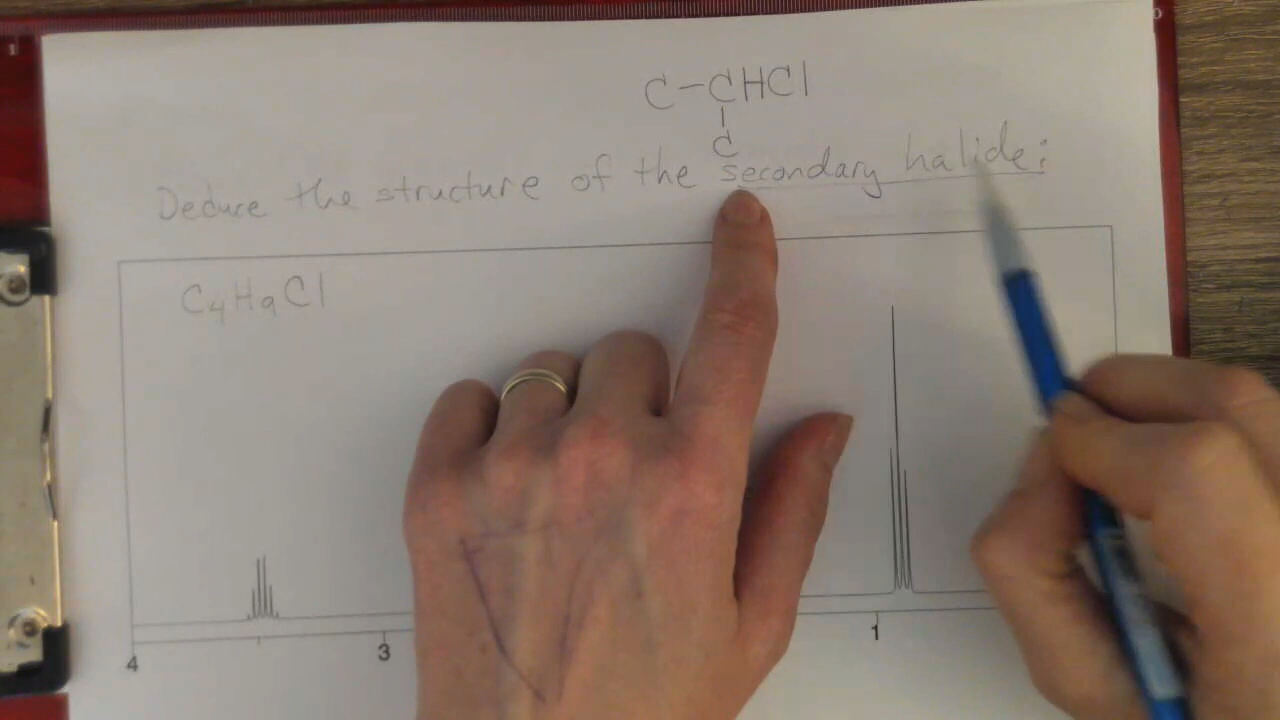 C-CHCl
C
Deduce the structure of the secondary halide:
C4H9Cl
4 3 1